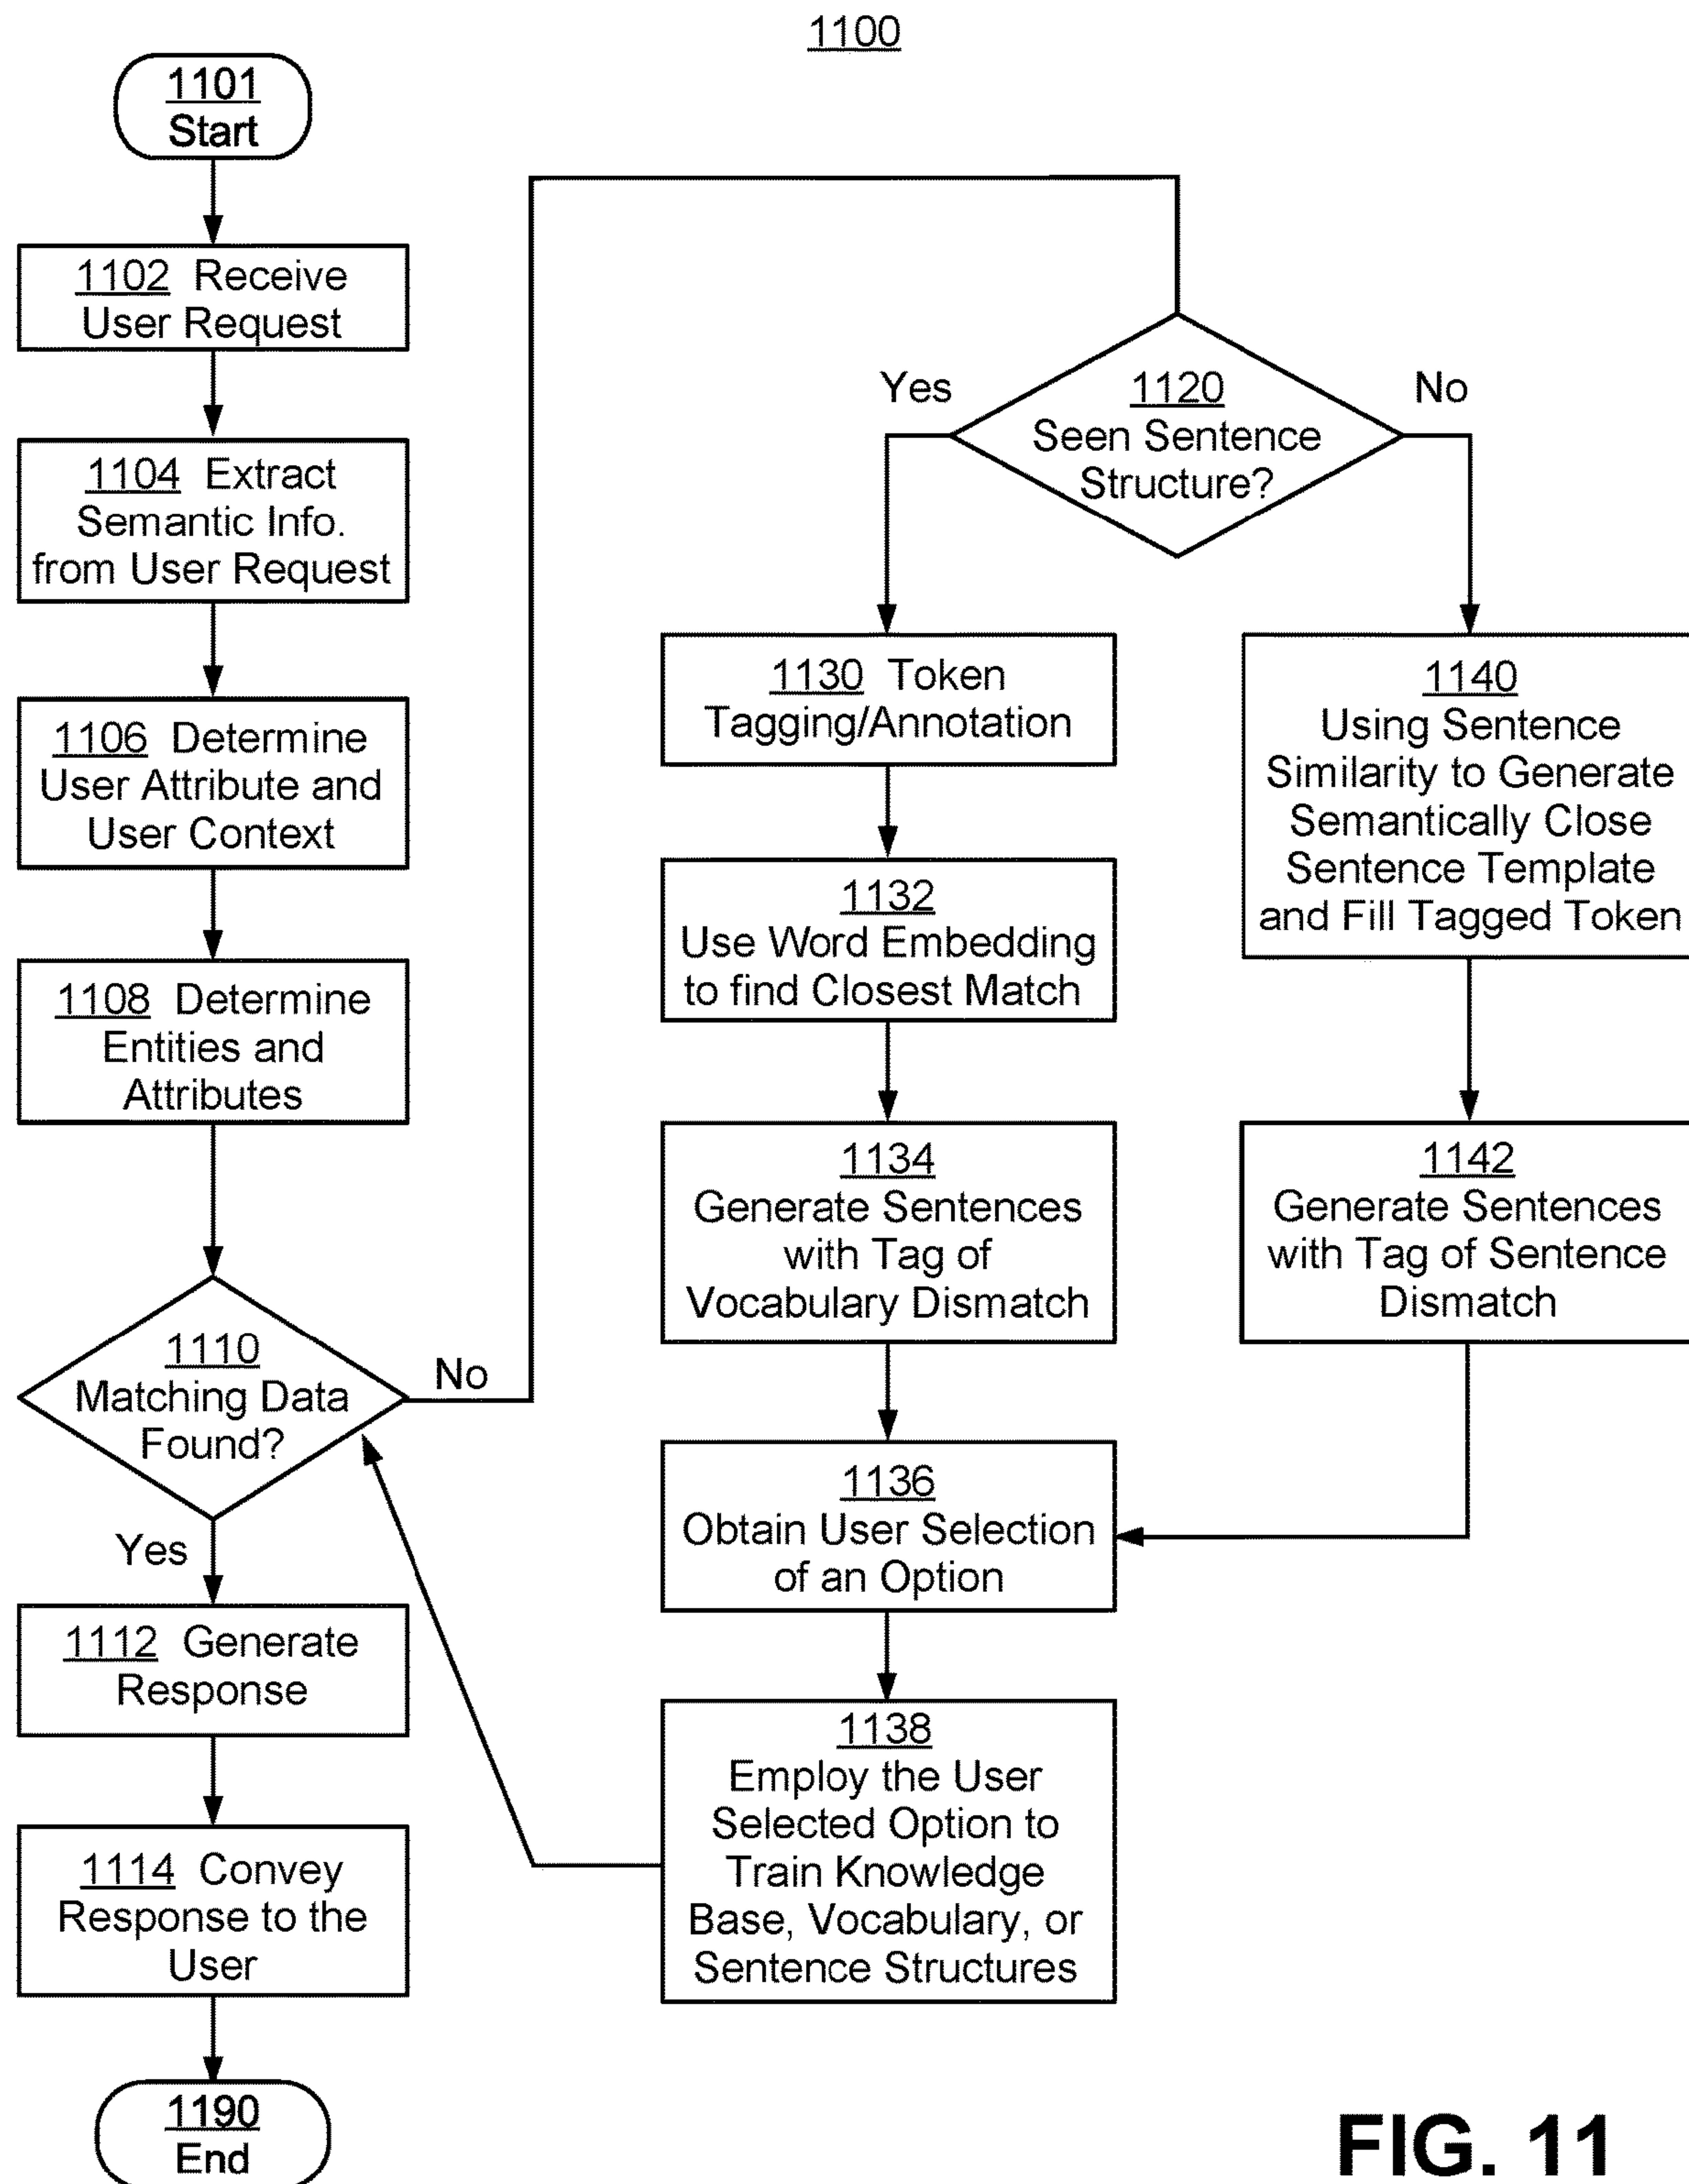 1100
1101
Start
1102 Receive
User Request
1104 Extract
Semantic Info.
from User Request
1106 Determine
User Attribute and
User Context
1108 Determine
Entities and
Attributes
1110
Matching Data
Found?
No
Yes
1112 Generate
Response
1114 Convey
Response to the
User
1190
End
1120
Seen Sentence
Structure?
Yes
No
1130 Token
Tagging/Annotation
1132
Use Word Embedding
to find Closest Match
1134
Generate Sentences
with Tag of
Vocabulary Dismatch
1136
Obtain User Selection
of an Option
1138
Employ the User
Selected Option to
Train Knowledge
Base, Vocabulary, or
Sentence Structures
1140
Using Sentence
Similarity to Generate
Semantically Close
Sentence Template
and Fill Tagged Token
1142
Generate Sentences
with Tag of Sentence
Dismatch
FIG. 11